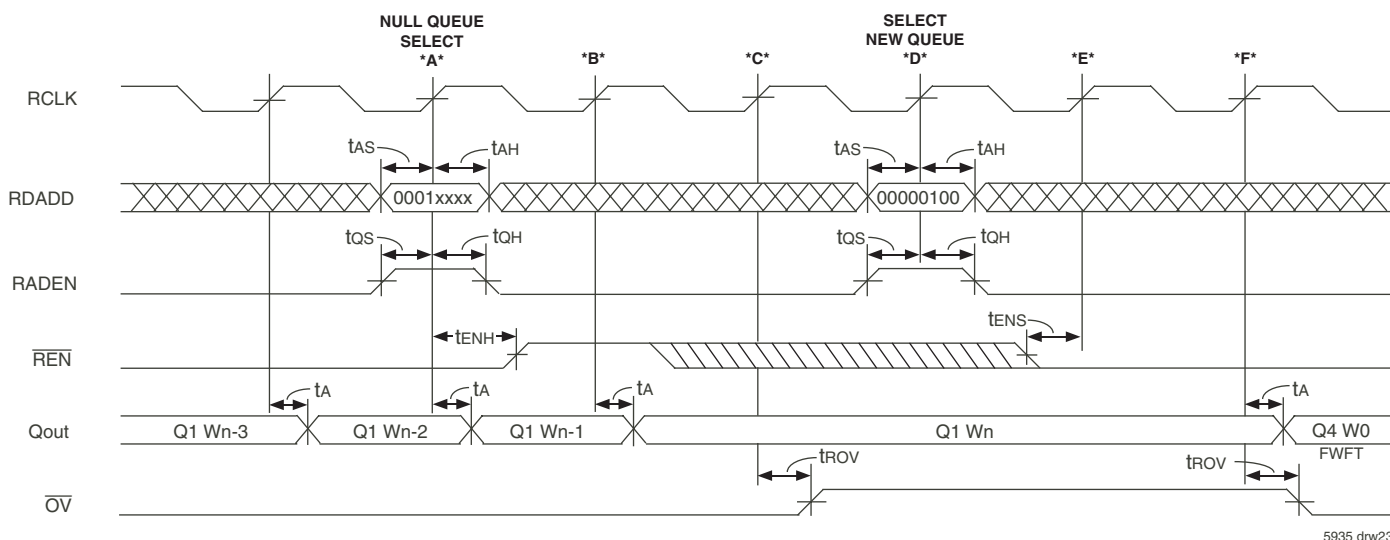 NULL QUEUE
SELECT
*A*
*B*
*C*
SELECT
NEW QUEUE
*D*
*E*
*F*
RCLK
tAS
tAH
tAS
tAH
RDADD
0001xxxx
00000100
tQS
tQH
tQS
tQH
RADEN
tENH
tENS
REN
tA
tA
tA
tA
Qout
Q1 Wn-3
Q1 Wn-2
Q1 Wn-1
Q1 Wn
Q4 W0
FWFT
tROV
tROV
OV
5935 drw23